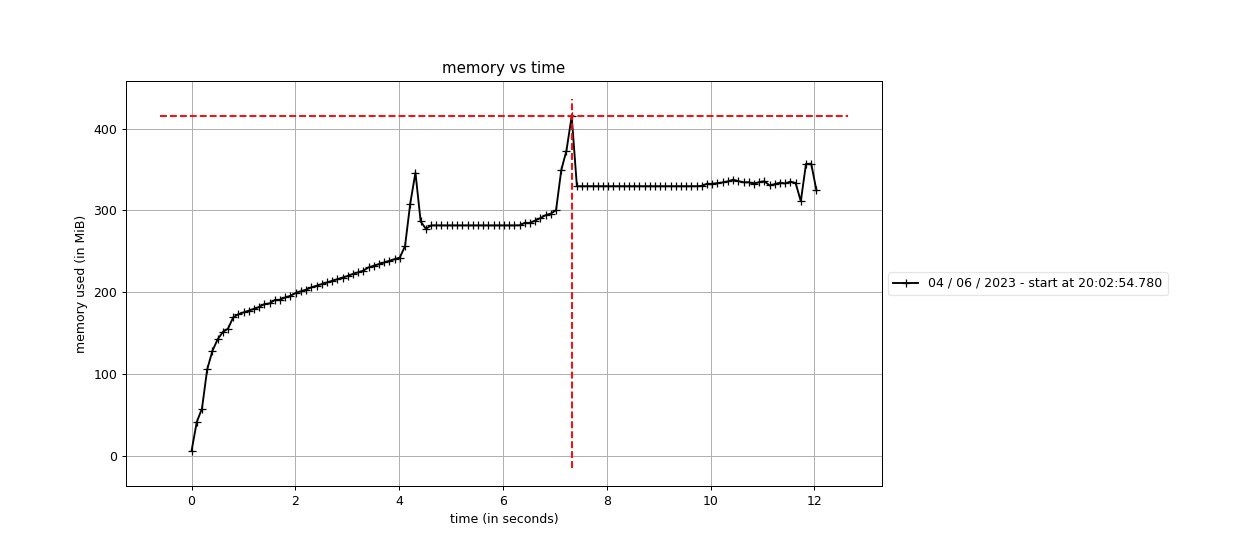 memory vs time
400
300
200
100
0
memory used (in MiB)
0 2 4 6 8 10 12
time (in seconds)
04 / 06 / 2023 - start at 20:02:54.780